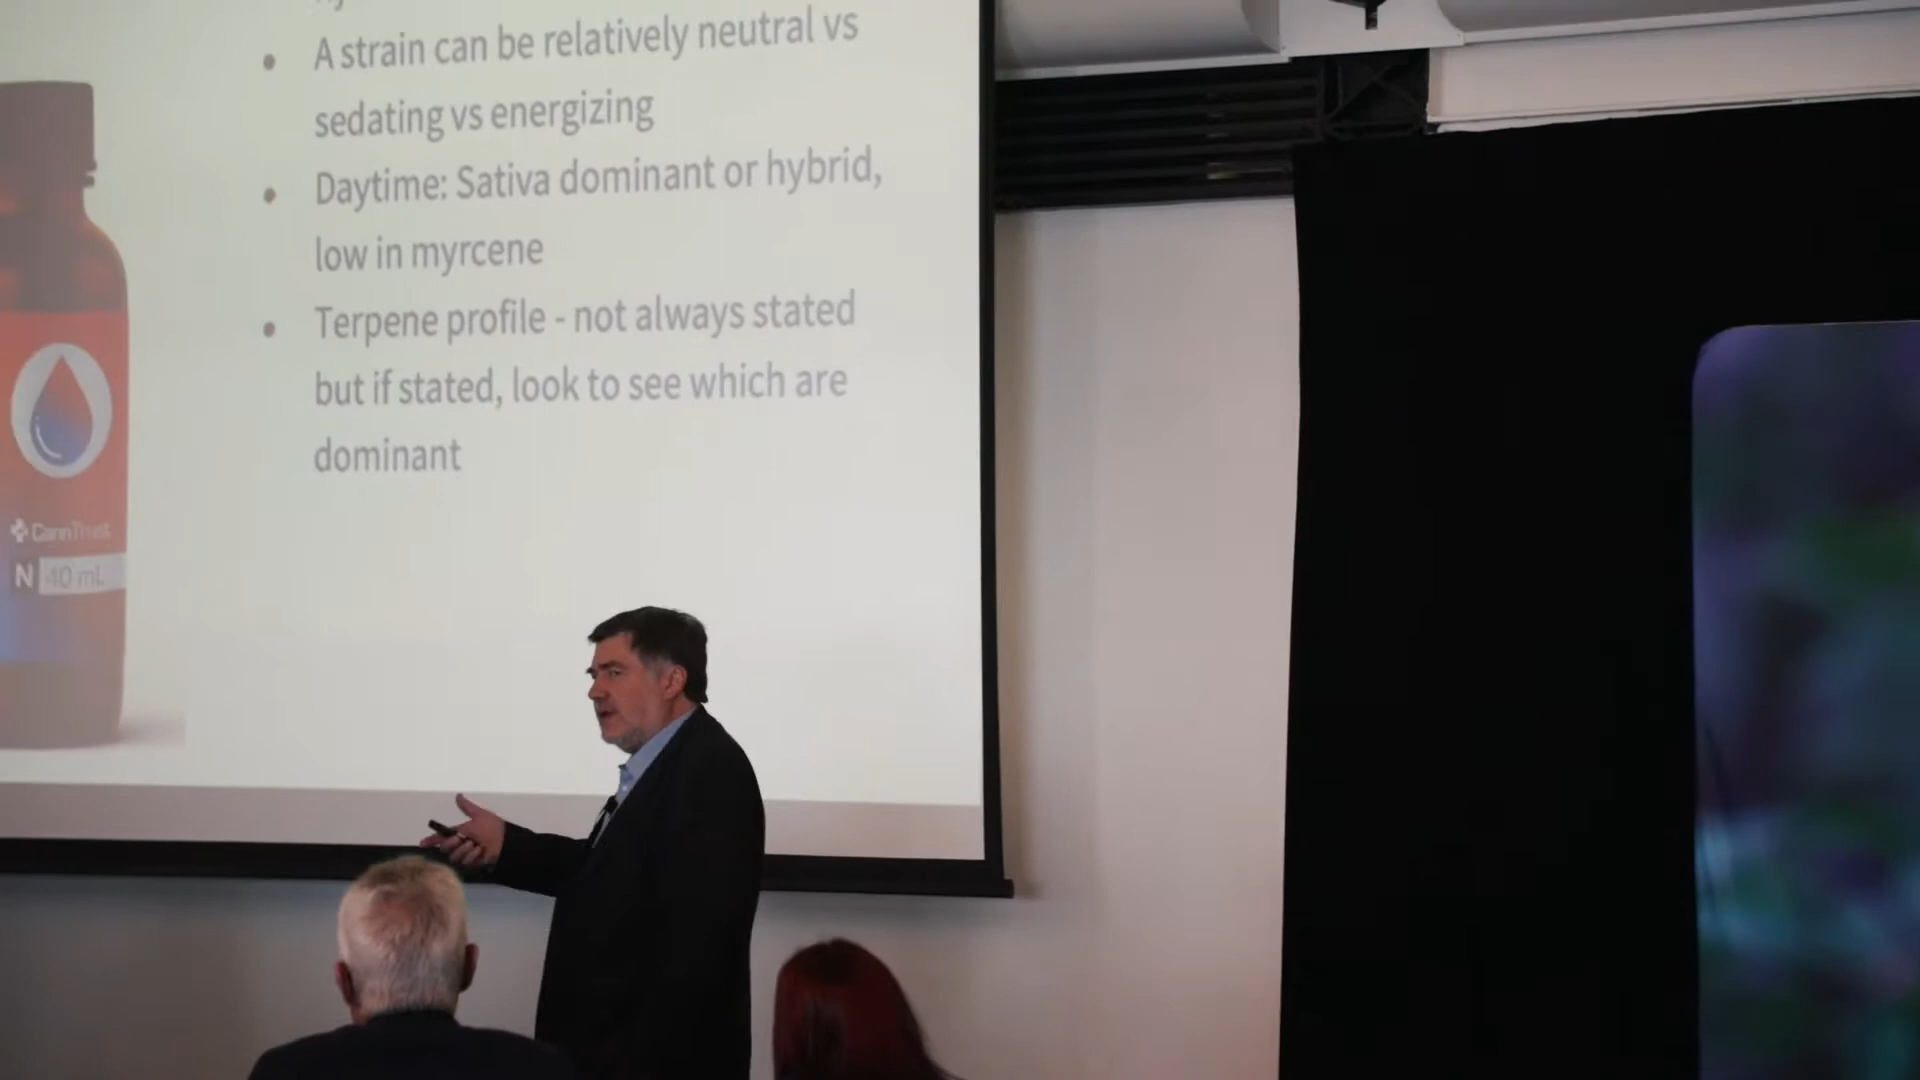 A strain can be relatively neutral vs
sedating vs energizing
Daytime: Sativa dominant or hybrid,
low in myrcene
Terpene profile - not always stated
but if stated, look to see which are
dominant
CannTrust
N 40 mL